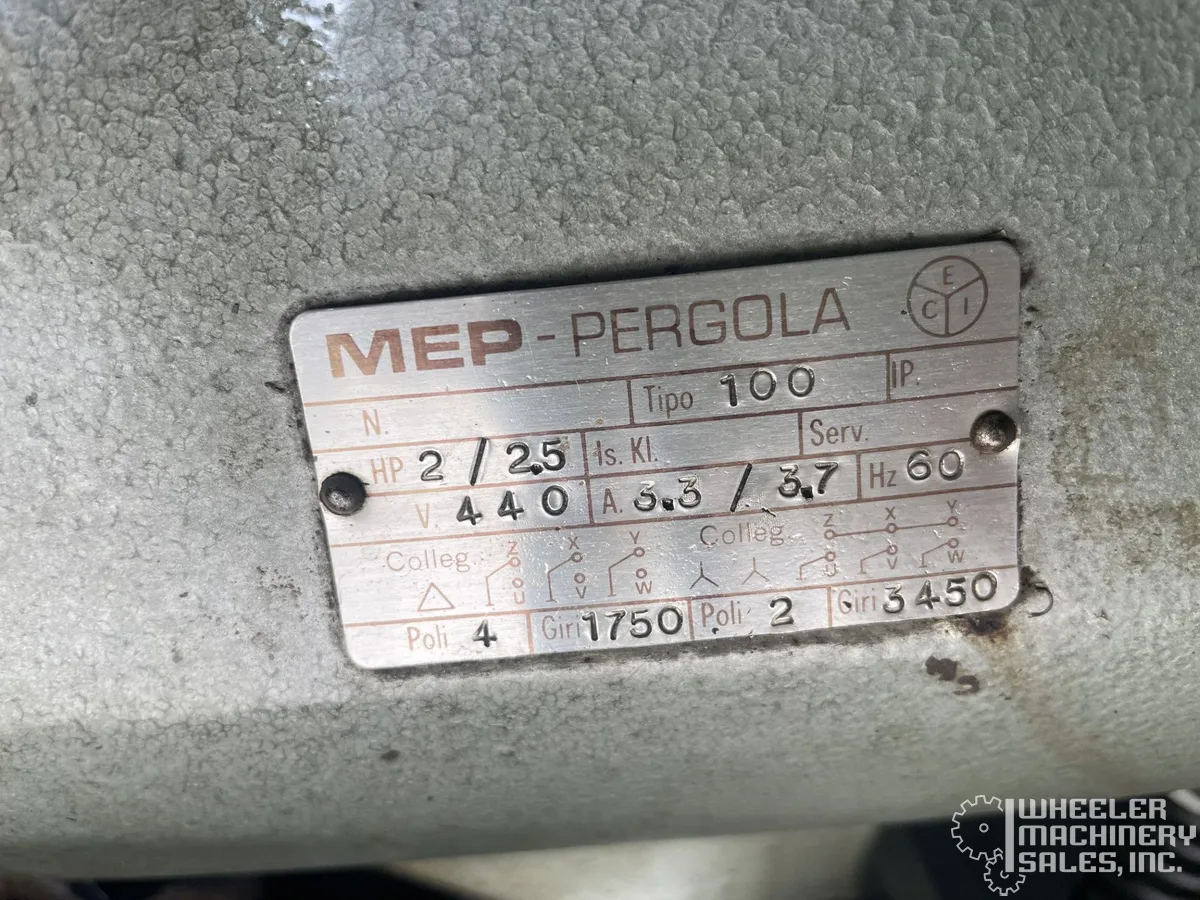 MEP-PERGOLA E C I
N. Tipo 100 IP.
HP 2 / 2.5 Is. Kl. Serv.
V. 440 A. 3.3 / 3.7 Hz 60
Colleg. Z X Y Colleg. Z X Y
U V W U V W
Poli 4 Giri 1750 Poli 2 Giri 3450
WHEELER
MACHINERY
SALES, INC.